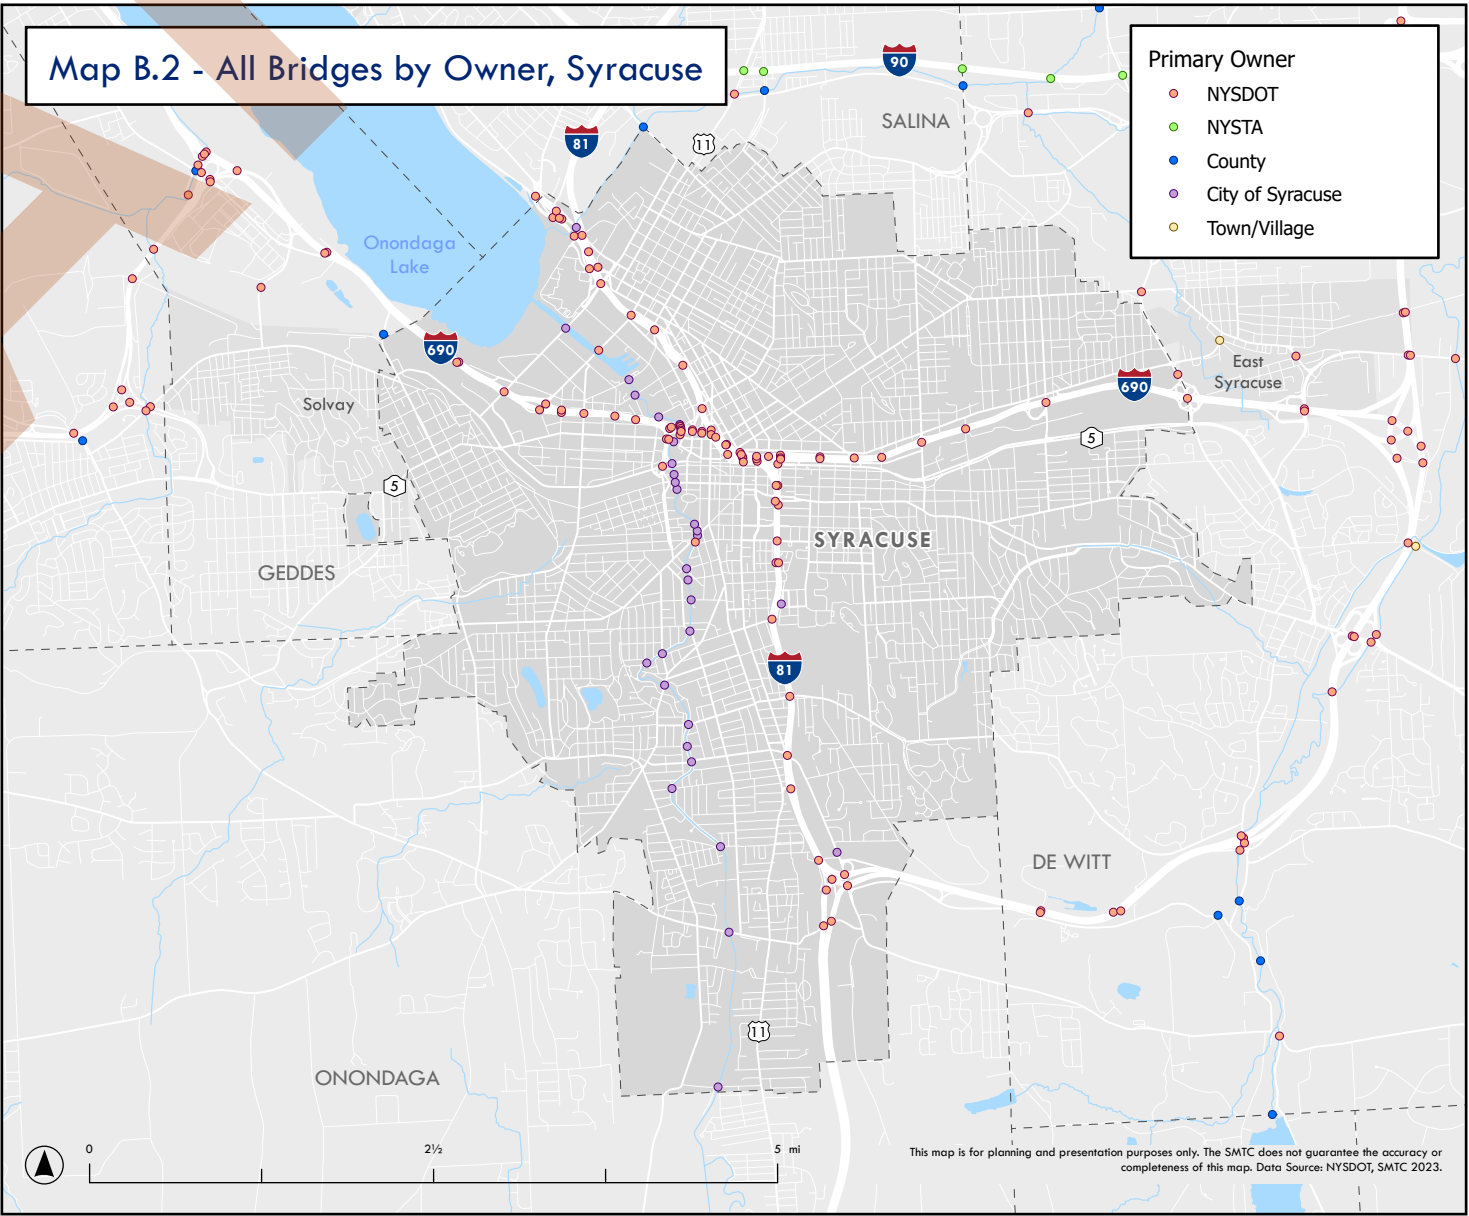 Map B.2 - All Bridges by Owner, Syracuse
Primary Owner
NYSDOT
NYSTA
County
City of Syracuse
Town/Village
90
SALINA
81
11
Onondaga
Lake
690
East
Syracuse
690
Solvay
5
5
SYRACUSE
GEDDES
81
DE WITT
11
ONONDAGA
0
2½
5 mi
This map is for planning and presentation purposes only. The SMTC does not guarantee the accuracy or
completeness of this map. Data Source: NYSDOT, SMTC 2023.